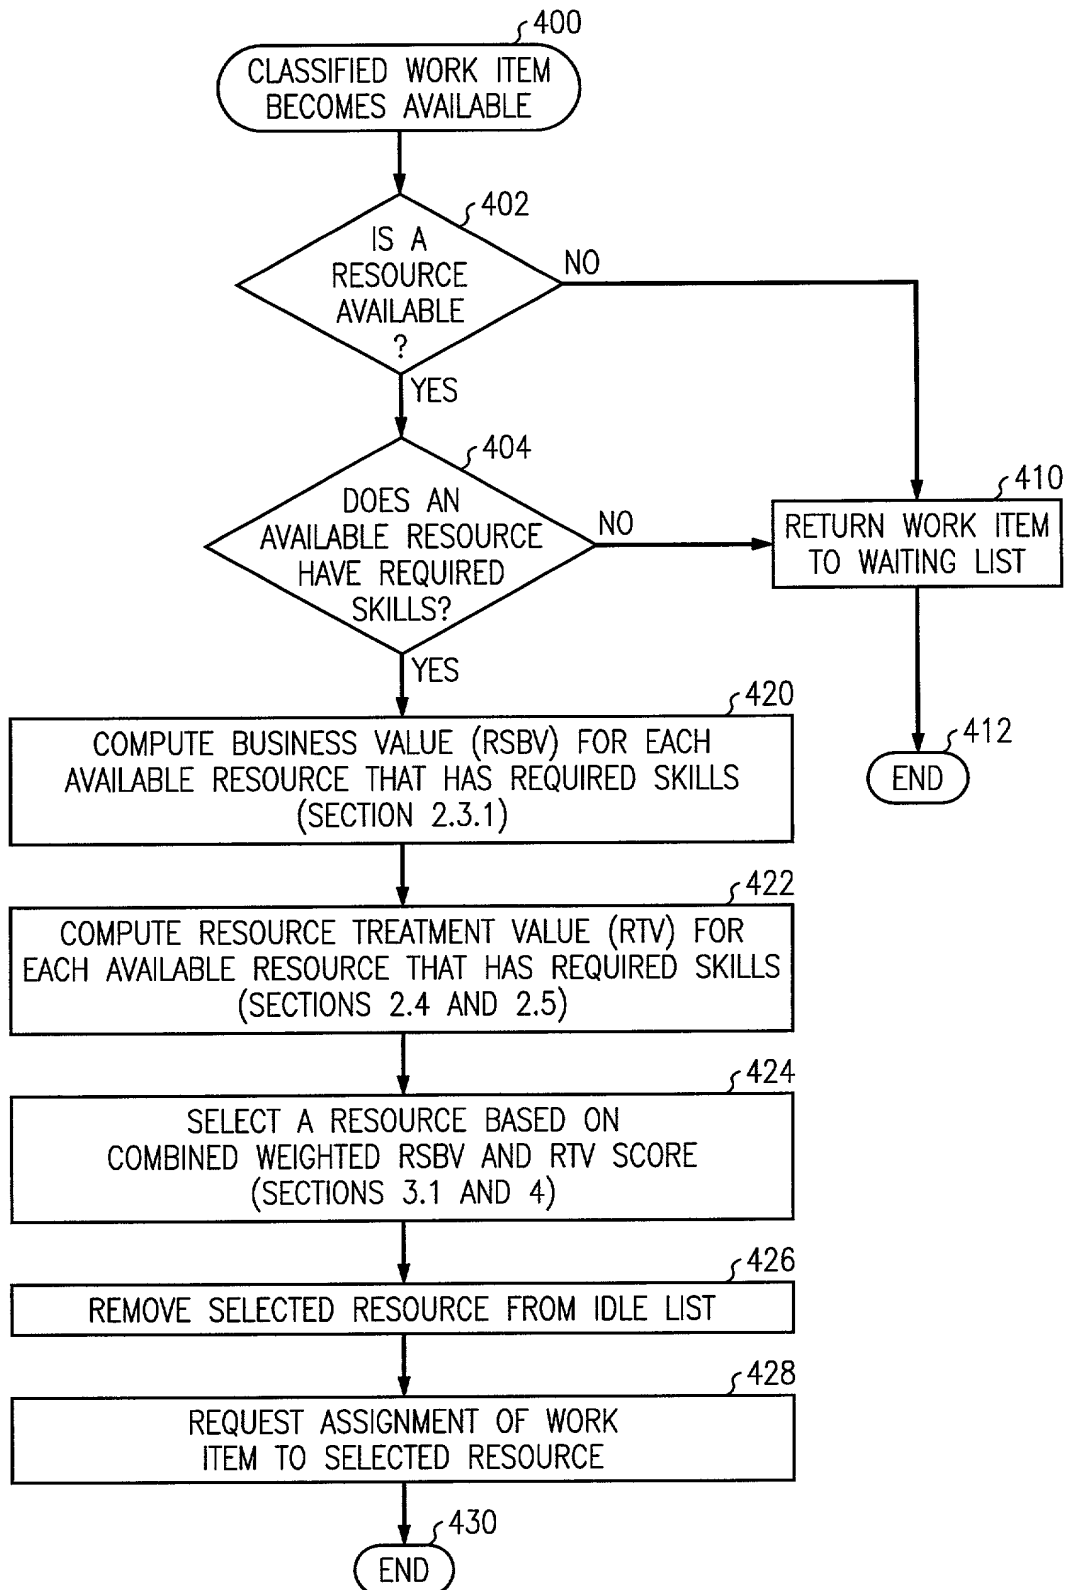 400
CLASSIFIED WORK ITEM
BECOMES AVAILABLE
402
IS A
RESOURCE
AVAILABLE
?
NO
YES
404
DOES AN
AVAILABLE RESOURCE
HAVE REQUIRED
SKILLS?
NO
YES
410
RETURN WORK ITEM
TO WAITING LIST
412
END
420
COMPUTE BUSINESS VALUE (RSBV) FOR EACH
AVAILABLE RESOURCE THAT HAS REQUIRED SKILLS
(SECTION 2.3.1)
422
COMPUTE RESOURCE TREATMENT VALUE (RTV) FOR
EACH AVAILABLE RESOURCE THAT HAS REQUIRED SKILLS
(SECTIONS 2.4 AND 2.5)
424
SELECT A RESOURCE BASED ON
COMBINED WEIGHTED RSBV AND RTV SCORE
(SECTIONS 3.1 AND 4)
426
REMOVE SELECTED RESOURCE FROM IDLE LIST
428
REQUEST ASSIGNMENT OF WORK
ITEM TO SELECTED RESOURCE
430
END